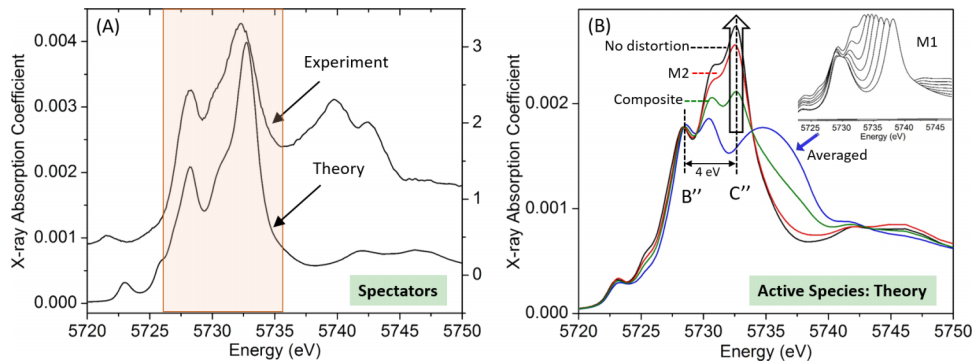 (A)
0.004
0.003
0.002
0.001
0.000
X-ray Absorption Coefficient
3
2
1
0
Experiment
Theory
Spectators
5720 5725 5730 5735 5740 5745 5750
Energy (eV)
(B)
0.002
0.001
0.000
X-ray Absorption Coefficient
No distortion
M2
Composite
Averaged
4 eV
B’’
C’’
M1
5725 5730 5735 5740 5745
Energy (eV)
Active Species: Theory
5720 5725 5730 5735 5740 5745 5750
Energy (eV)